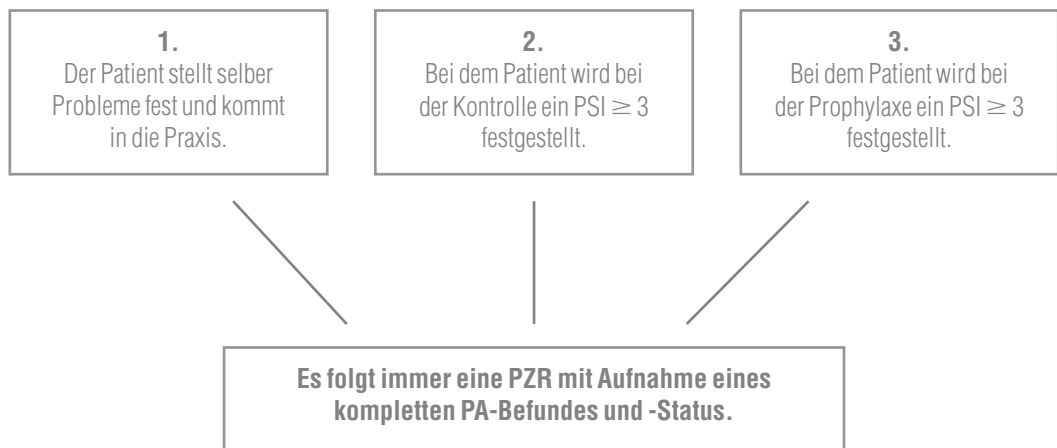 1.
Der Patient stellt selber
Probleme fest und kommt
in die Praxis.
2.
Bei dem Patient wird bei
der Kontrolle ein PSI ≥ 3
festgestellt.
3.
Bei dem Patient wird bei
der Prophylaxe ein PSI ≥ 3
festgestellt.
Es folgt immer eine PZR mit Aufnahme eines
kompletten PA-Befundes und -Status.